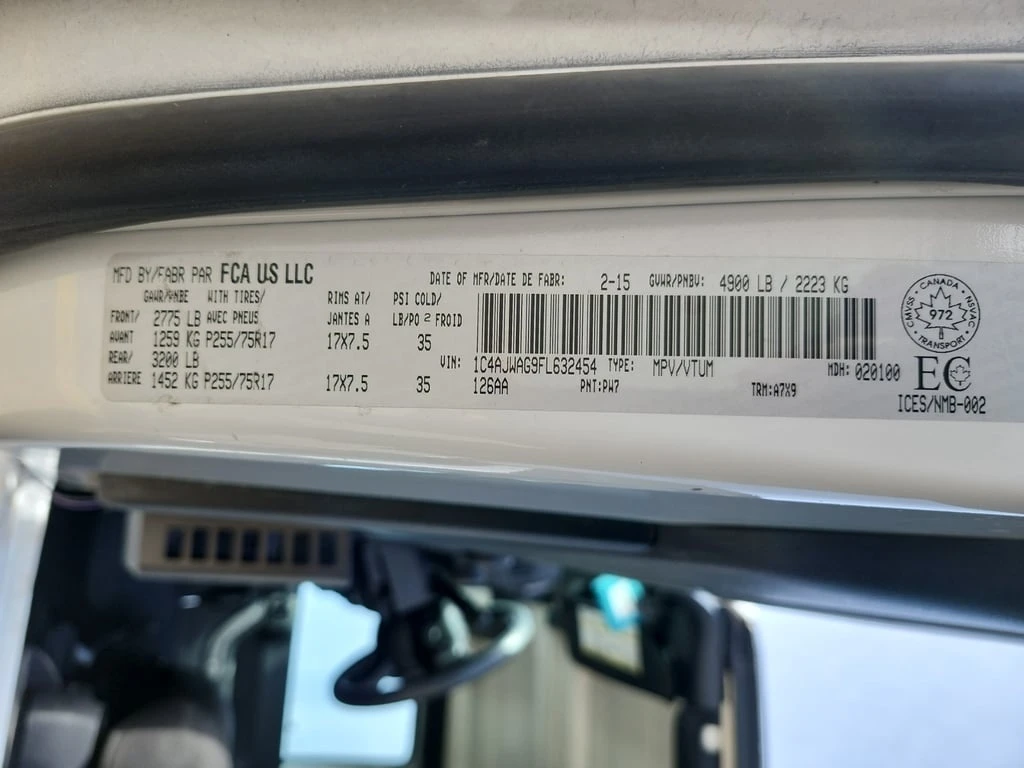 MFD BY/FABR PAR FCA US LLC
DATE OF MFR/DATE DE FABR: 2-15 GVWR/PNBV: 4900 LB / 2223 KG
GAWR/PNBE WITH TIRES/ RIMS AT/ PSI COLD/
FRONT/ 2775 LB AVEC PNEUS JANTES A LB/PO 2 FROID
AVANT 1259 KG P255/75R17 17X7.5 35
REAR/ 3200 LB
ARRIERE 1452 KG P255/75R17 17X7.5 35
VIN: 1C4AJWAG9FL632454 TYPE: MPV/VTUM MDH: 020100
126AA PNT:PW7 TRM:A7X9
CANADA
CMVSS 972 NSVAC
TRANSPORT
EC
ICES/NMB-002